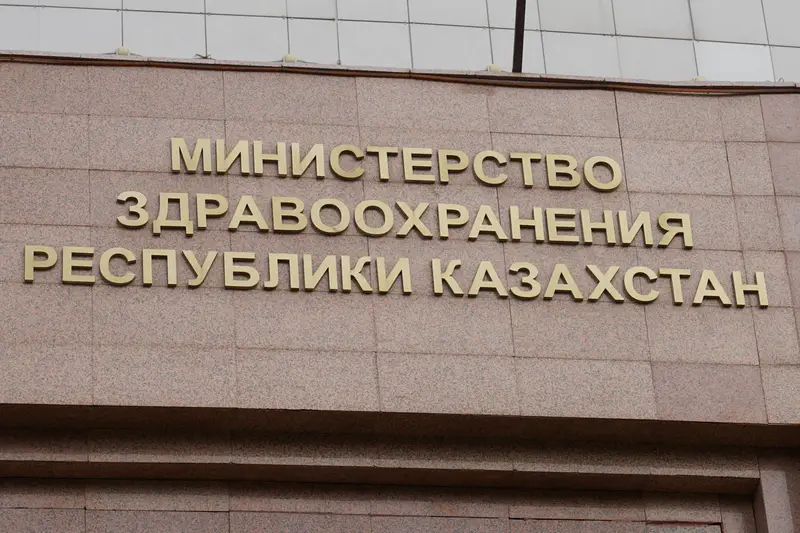 МИНИСТЕРСТВО
ЗДРАВООХРАНЕНИЯ
РЕСПУБЛИКИ КАЗАХСТАН